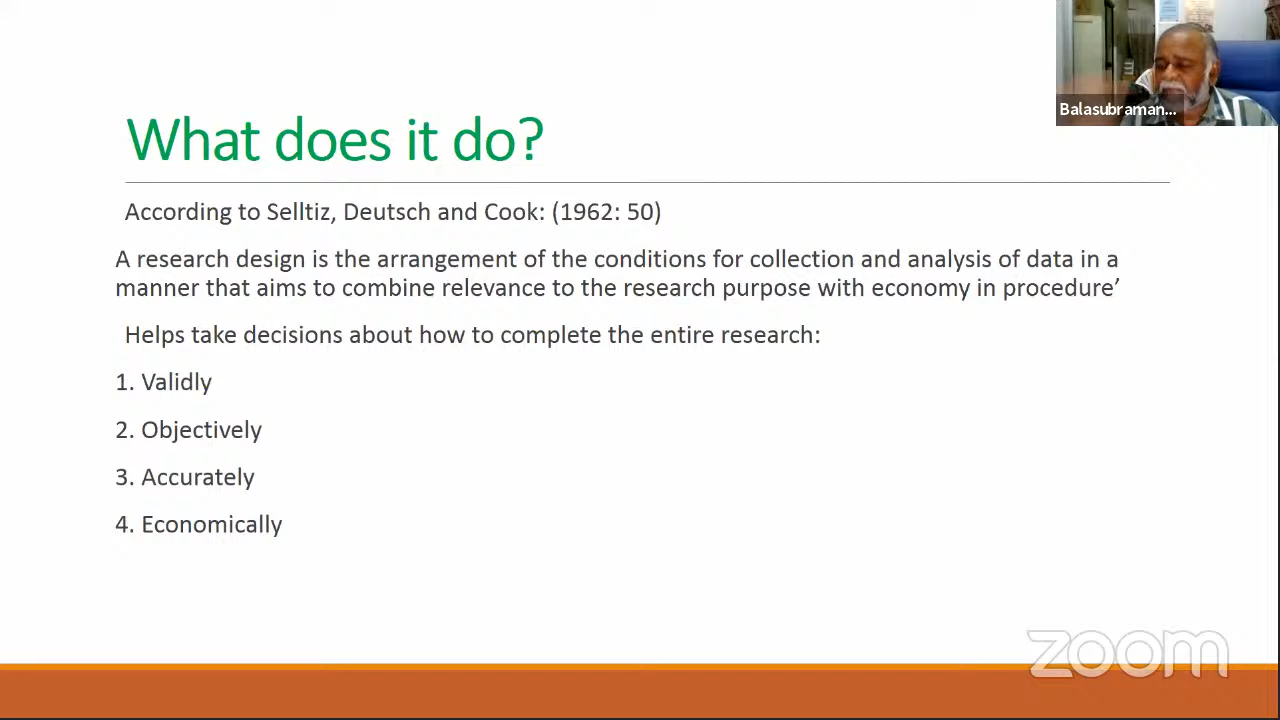 Balasubraman...
What does it do?
According to Selltiz, Deutsch and Cook: (1962: 50)
A research design is the arrangement of the conditions for collection and analysis of data in a
manner that aims to combine relevance to the research purpose with economy in procedure’
Helps take decisions about how to complete the entire research:
1. Validly
2. Objectively
3. Accurately
4. Economically
zoom